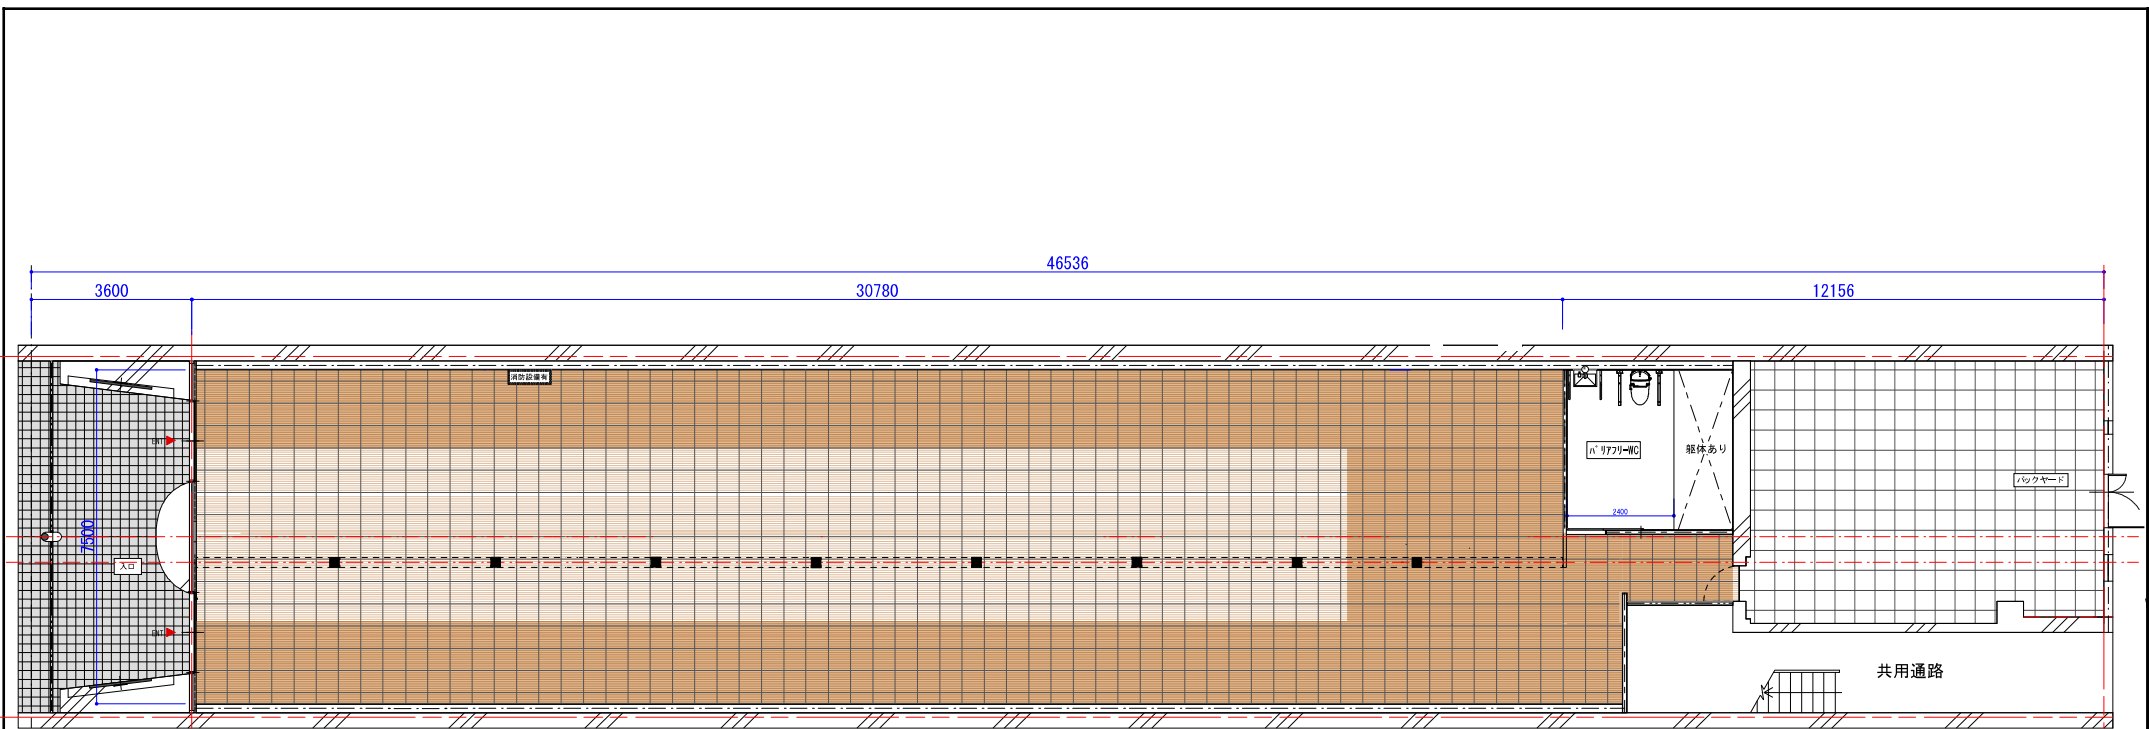 46536
3600
30780
12156
消防設備有
ENT
バリアフリーWC
躯体あり
バックヤード
2400
7500
入口
ENT
共用通路